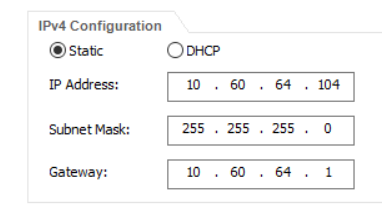 IPv4 Configuration
Static DHCP
IP Address: 10 . 60 . 64 . 104
Subnet Mask: 255 . 255 . 255 . 0
Gateway: 10 . 60 . 64 . 1